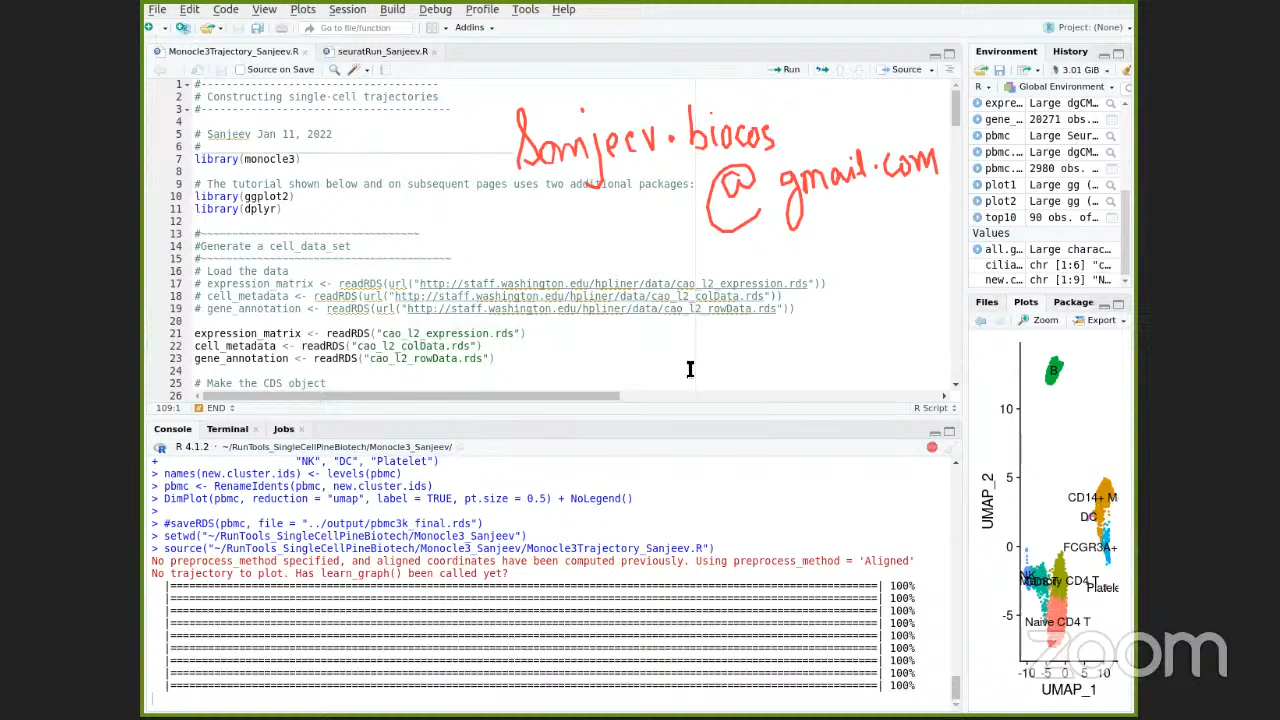 File Edit Code View Plots Session Build Debug Profile Tools Help
Go to file/function Addins Project: (None)
Monocle3Trajectory_Sanjeev.R seuratRun_Sanjeev.R
Source on Save Run Source
1 #--------------------------------------
2 # Constructing single-cell trajectories
3 #----------------------------------------
4
5 # Sanjeev Jan 11, 2022
6 #
7 library(monocle3)
8
9 # The tutorial shown below and on subsequent pages uses two additional packages:
10 library(ggplot2)
11 library(dplyr)
12
13 #~~~~~~~~~~~~~~~~~~~~~~~~~~~~~~~~~~~
14 #Generate a cell_data_set
15 #~~~~~~~~~~~~~~~~~~~~~~~~~~~~~~~~~~~~~~~~
16 # Load the data
17 # expression_matrix <- readRDS(url("http://staff.washington.edu/hpliner/data/cao_l2_expression.rds"))
18 # cell_metadata <- readRDS(url("http://staff.washington.edu/hpliner/data/cao_l2_colData.rds"))
19 # gene_annotation <- readRDS(url("http://staff.washington.edu/hpliner/data/cao_l2_rowData.rds"))
20
21 expression_matrix <- readRDS("cao_l2_expression.rds")
22 cell_metadata <- readRDS("cao_l2_colData.rds")
23 gene_annotation <- readRDS("cao_l2_rowData.rds")
24
25 # Make the CDS object
26
Sanjeev.biocos
@gmail.com
109:1 END R Script
Console Terminal Jobs
R 4.1.2 · ~/RunTools_SingleCellPineBiotech/Monocle3_Sanjeev/
+ "NK", "DC", "Platelet")
> names(new.cluster.ids) <- levels(pbmc)
> pbmc <- RenameIdents(pbmc, new.cluster.ids)
> DimPlot(pbmc, reduction = "umap", label = TRUE, pt.size = 0.5) + NoLegend()
>
> #saveRDS(pbmc, file = "../output/pbmc3k_final.rds")
> setwd("~/RunTools_SingleCellPineBiotech/Monocle3_Sanjeev")
> source("~/RunTools_SingleCellPineBiotech/Monocle3_Sanjeev/Monocle3Trajectory_Sanjeev.R")
No preprocess_method specified, and aligned coordinates have been computed previously. Using preprocess_method = 'Aligned'
No trajectory to plot. Has learn_graph() been called yet?
100%
100%
100%
100%
100%
100%
100%
100%
100%
Environment History
3.01 GiB
R Global Environment
expre… Large dgCM…
gene_… 20271 obs.…
pbmc Large Seur…
pbmc.… Large dgCM…
pbmc.… 2980 obs. …
plot1 Large gg (…
plot2 Large gg (…
top10 90 obs. of…
Values
all.g… Large charac…
cilia… chr [1:6] "c…
new.c… chr [1:9] "N…
Files Plots Package
Zoom Export
UMAP_2
10
5
0
-5
B
CD14+ M
DC
FCGR3A+
NK
Memory CD4 T
Platele
Naive CD4 T
-10 -5 0 5 10
UMAP_1
zoom